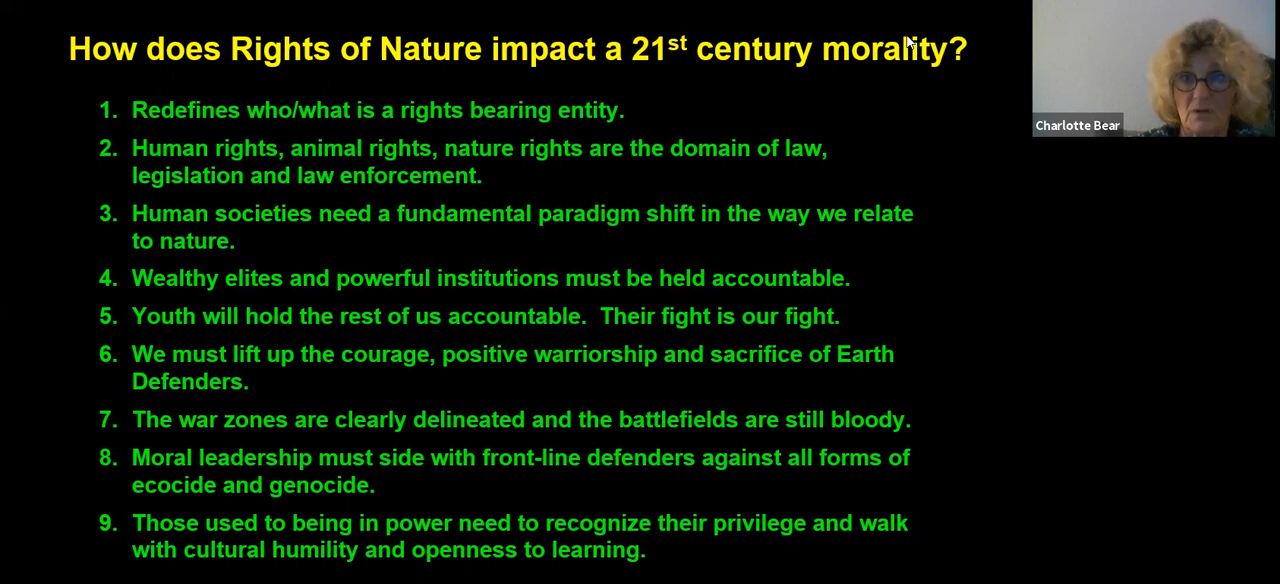 How does Rights of Nature impact a 21st century morality?
1. Redefines who/what is a rights bearing entity.
2. Human rights, animal rights, nature rights are the domain of law,
legislation and law enforcement.
3. Human societies need a fundamental paradigm shift in the way we relate
to nature.
4. Wealthy elites and powerful institutions must be held accountable.
5. Youth will hold the rest of us accountable.  Their fight is our fight.
6. We must lift up the courage, positive warriorship and sacrifice of Earth
Defenders.
7. The war zones are clearly delineated and the battlefields are still bloody.
8. Moral leadership must side with front-line defenders against all forms of
ecocide and genocide.
9. Those used to being in power need to recognize their privilege and walk
with cultural humility and openness to learning.
Charlotte Bear